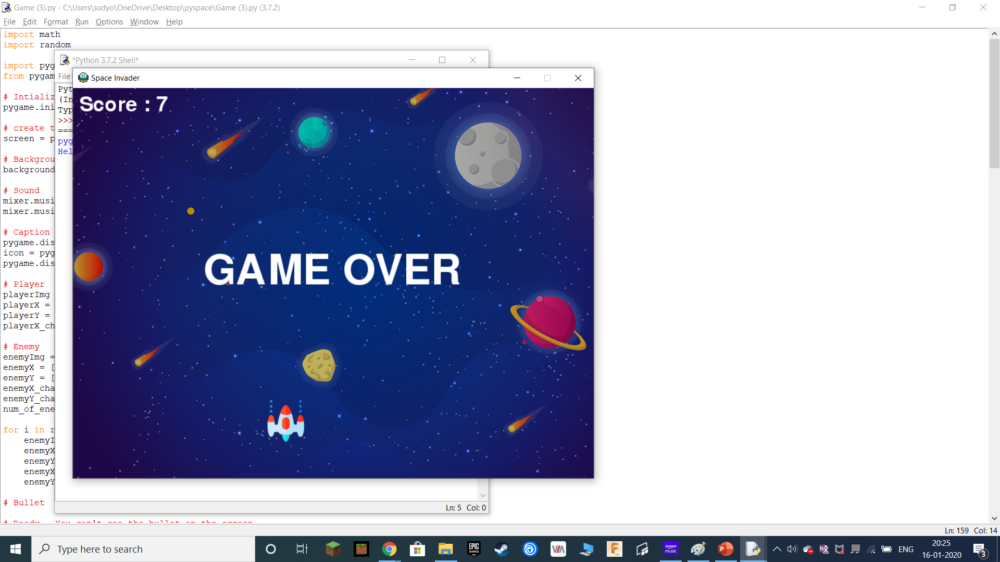 Game (3).py - C:\Users\sudyo\OneDrive\Desktop\pyspace\Game (3).py (3.7.2)
File Edit Format Run Options Window Help
import math
import random
import pyg
from pygam
# Intializ
pygame.ini
# create t
screen = p
# Backgrou
background
# Sound
mixer.musi
mixer.musi
# Caption
pygame.dis
icon = pyg
pygame.dis
# Player
playerImg
playerX =
playerY =
playerX_ch
# Enemy
enemyImg =
enemyX = [
enemyY = [
enemyX_cha
enemyY_cha
num_of_ene
for i in r
enemyI
enemyX
enemyY
enemyX
enemyY
# Bullet
# Ready - You can't see the bullet on the screen
*Python 3.7.2 Shell*
File
Pyt
(In
Typ
>>>
===
pyg
Hel
Space Invader
Score : 7
GAME OVER
Ln: 5 Col: 0
Ln: 159 Col: 14
Type here to search
EPIC GAMES
VIA
amazon music
ENG
20:25
16-01-2020
3